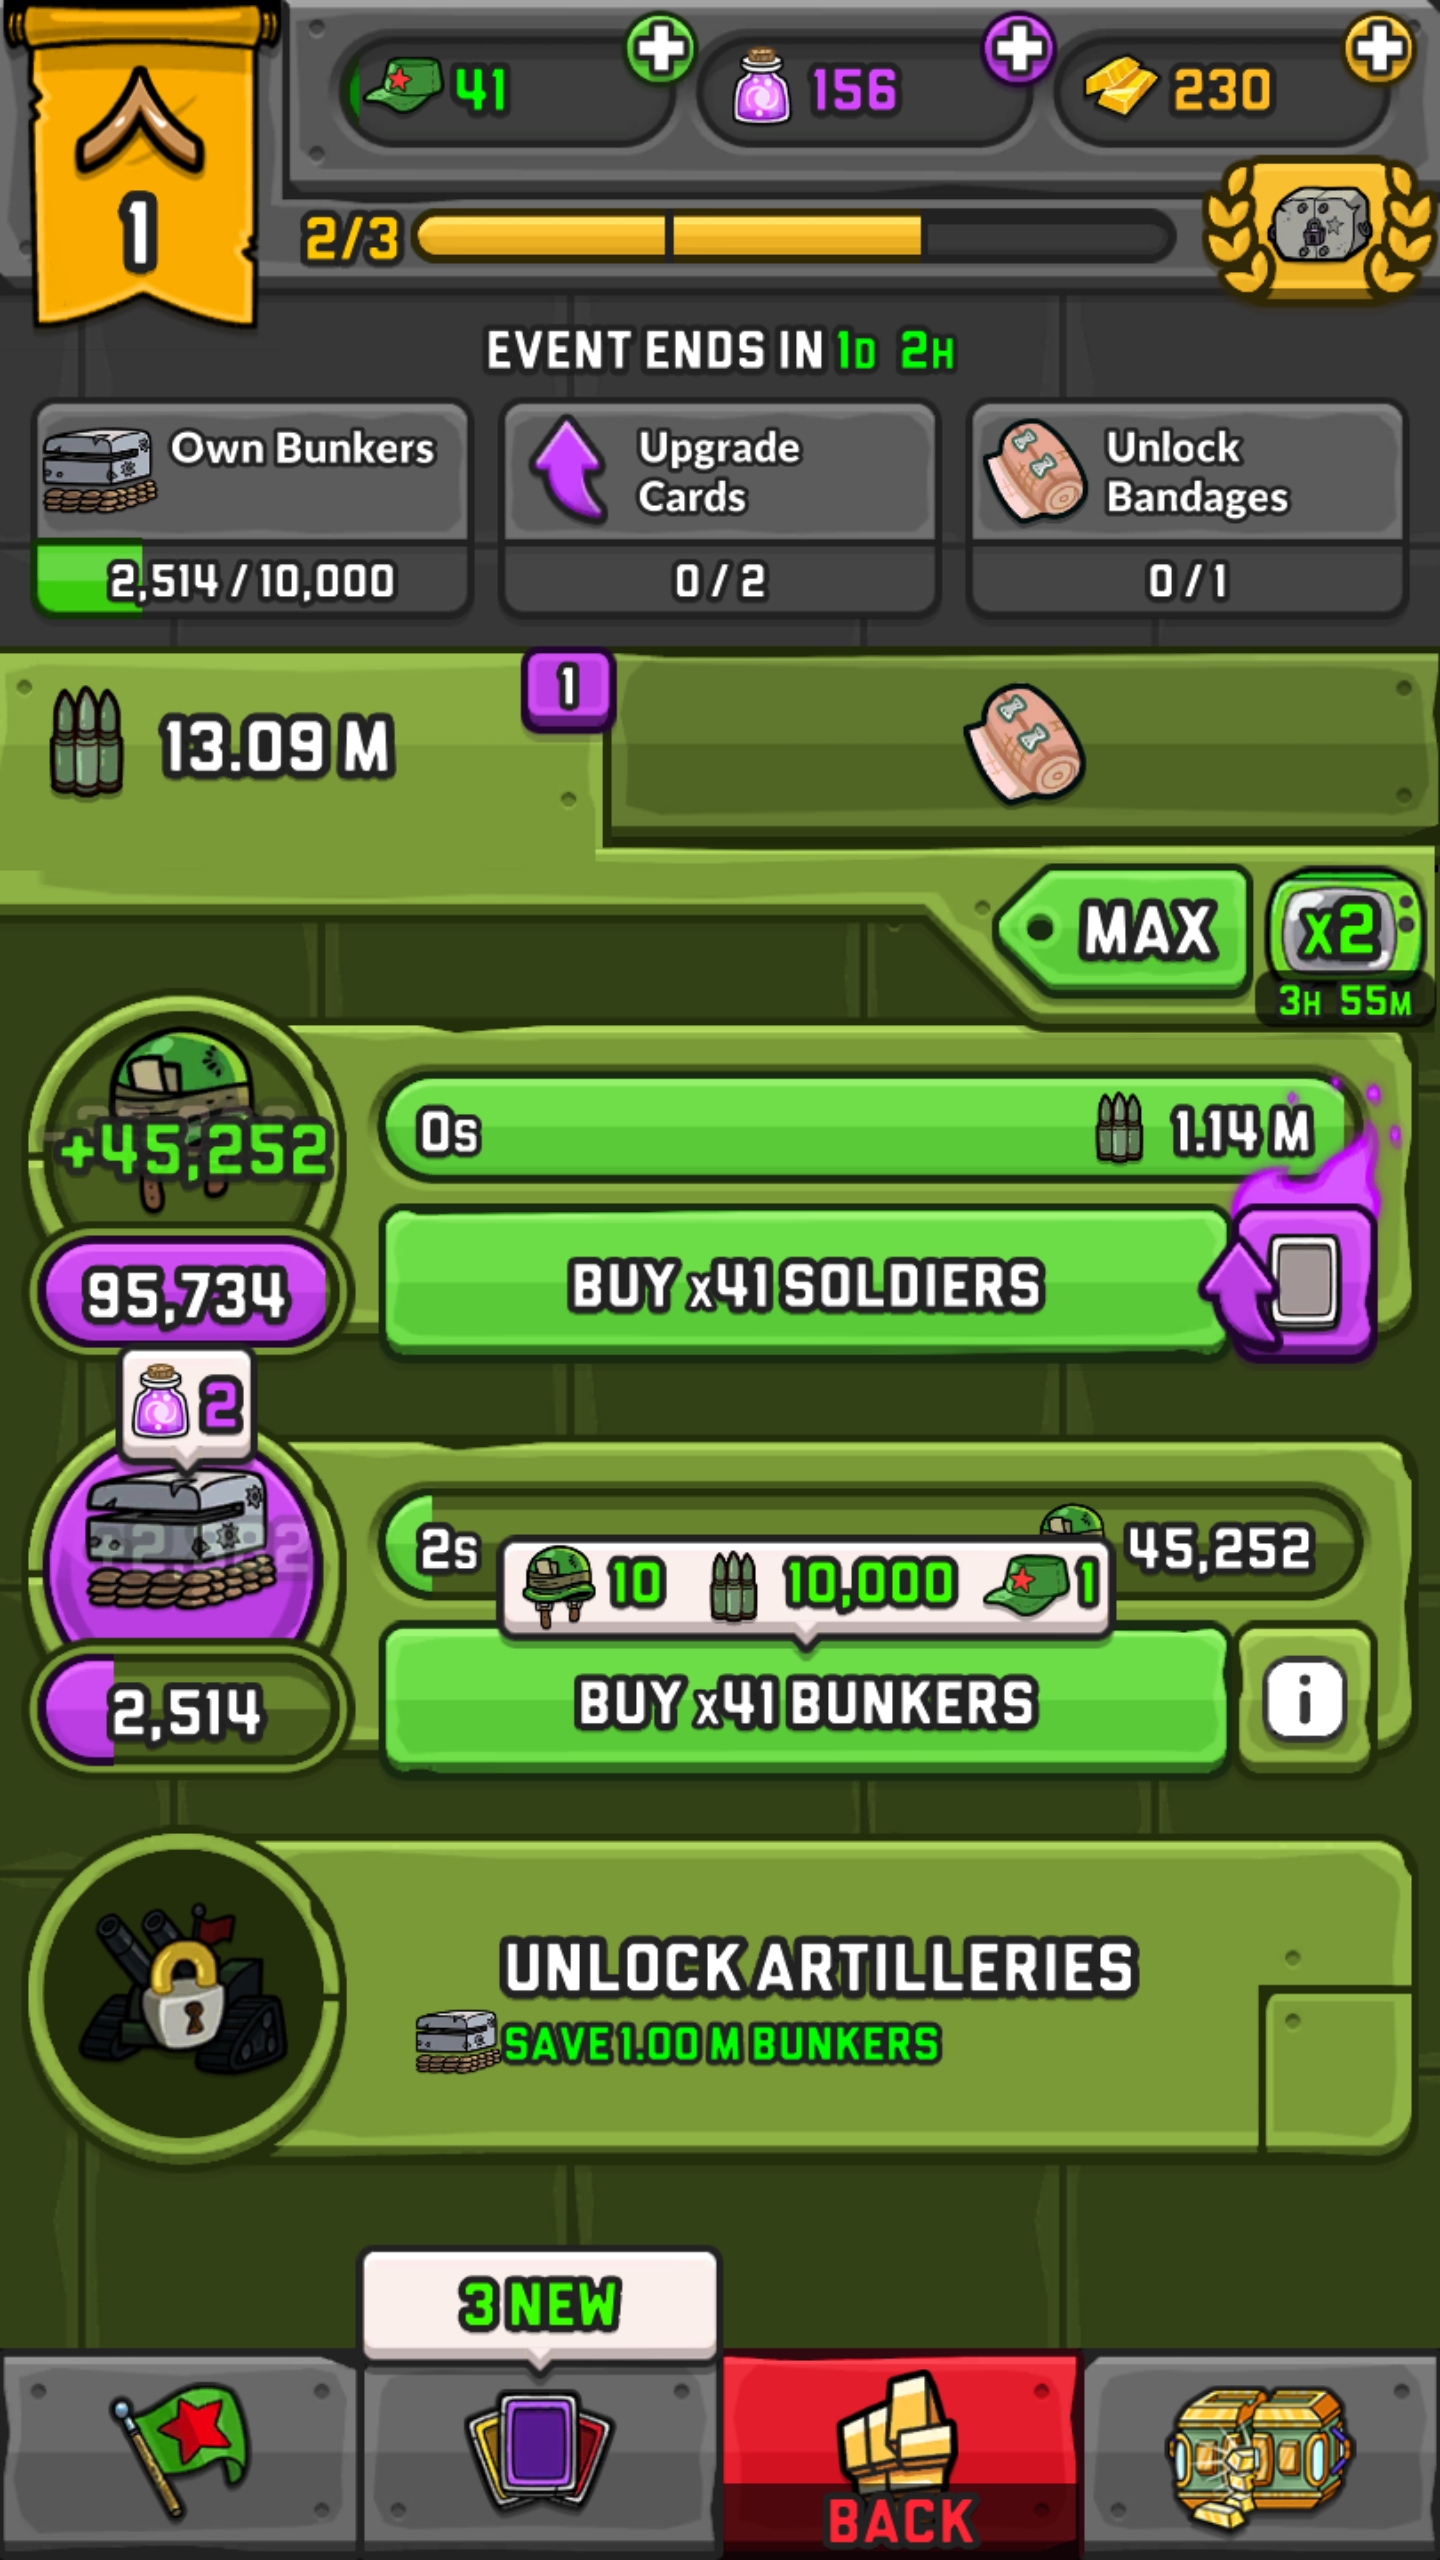 41
156
230
1
2/3
EVENT ENDS IN 1D 2H
Own Bunkers
2,514 / 10,000
Upgrade
Cards
0 / 2
Unlock
Bandages
0 / 1
13.09 M
1
MAX
x2
3H 55M
+45,252
0s
1.14 M
95,734
BUY x41 SOLDIERS
2
2s
45,252
10
10,000
1
2,514
BUY x41 BUNKERS
i
UNLOCK ARTILLERIES
SAVE 1.00 M BUNKERS
3 NEW
BACK